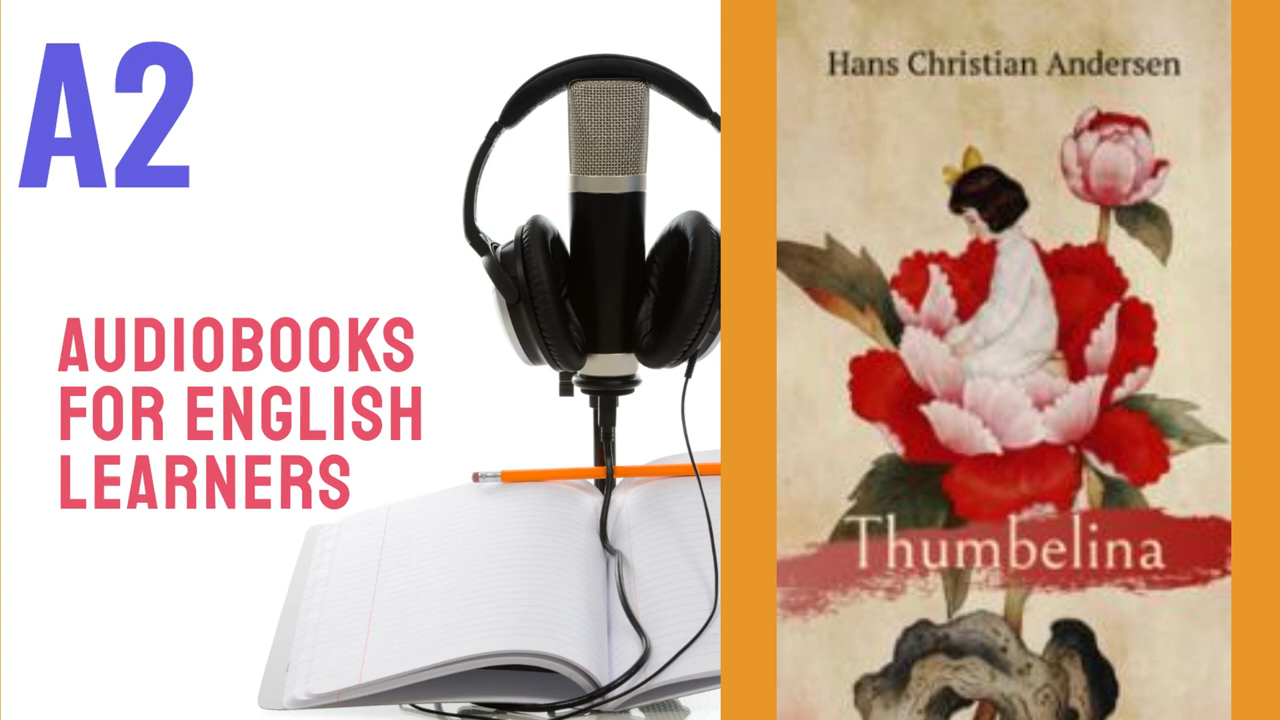 A2
AUDIOBOOKS
FOR ENGLISH
LEARNERS
Hans Christian Andersen
Thumbelina